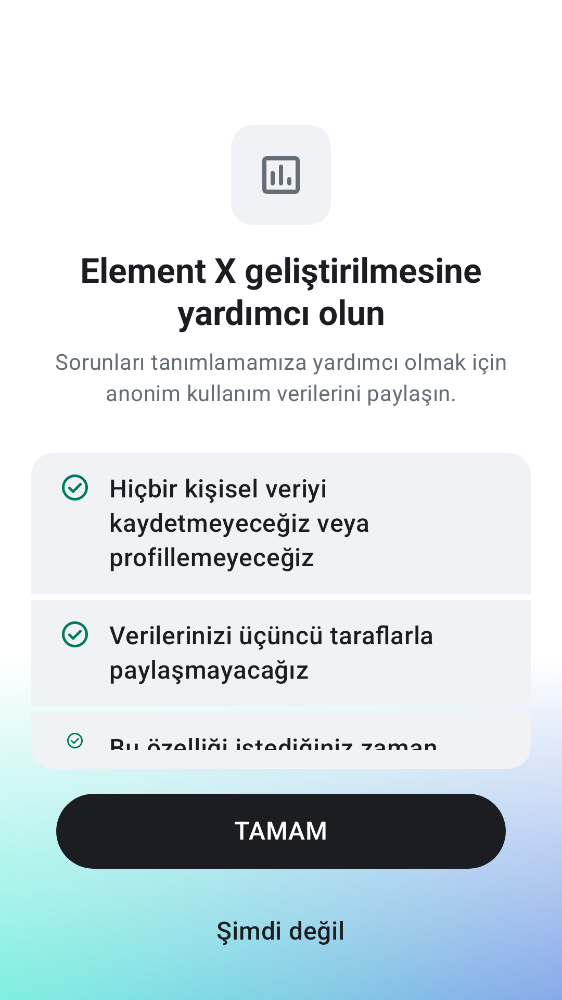 Element X geliştirilmesine
yardımcı olun
Sorunları tanımlamamıza yardımcı olmak için
anonim kullanım verilerini paylaşın.
Hiçbir kişisel veriyi
kaydetmeyeceğiz veya
profillemeyeceğiz
Verilerinizi üçüncü taraflarla
paylaşmayacağız
Bu özelliği istediğiniz zaman
TAMAM
Şimdi değil